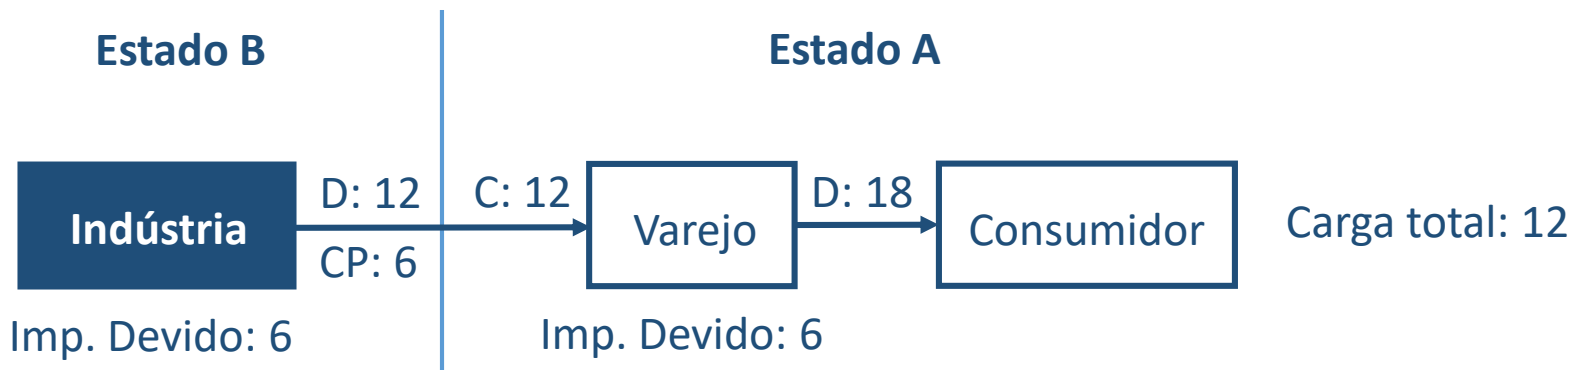 Estado B
Estado A
Indústria
D: 12
CP: 6
C: 12
Varejo
D: 18
Consumidor
Carga total: 12
Imp. Devido: 6
Imp. Devido: 6